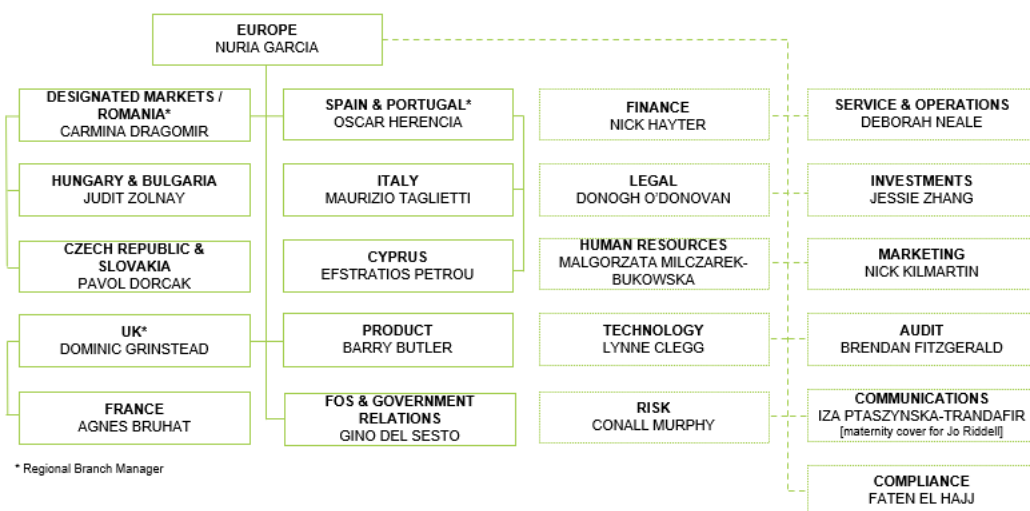 EUROPE
NURIA GARCIA
DESIGNATED MARKETS /
ROMANIA*
CARMINA DRAGOMIR
SPAIN & PORTUGAL*
OSCAR HERENCIA
FINANCE
NICK HAYTER
SERVICE & OPERATIONS
DEBORAH NEALE
HUNGARY & BULGARIA
JUDIT ZOLNAY
ITALY
MAURIZIO TAGLIETTI
LEGAL
DONOGH O'DONOVAN
INVESTMENTS
JESSIE ZHANG
CZECH REPUBLIC &
SLOVAKIA
PAVOL DORCAK
CYPRUS
EFSTRATIOS PETROU
HUMAN RESOURCES
MALGORZATA MILCZAREK-
BUKOWSKA
MARKETING
NICK KILMARTIN
UK*
DOMINIC GRINSTEAD
PRODUCT
BARRY BUTLER
TECHNOLOGY
LYNNE CLEGG
AUDIT
BRENDAN FITZGERALD
FRANCE
AGNES BRUHAT
FOS & GOVERNMENT
RELATIONS
GINO DEL SESTO
RISK
CONALL MURPHY
COMMUNICATIONS
IZA PTASZYNSKA-TRANDAFIR
[maternity cover for Jo Riddell]
* Regional Branch Manager
COMPLIANCE
FATEN EL HAJJ